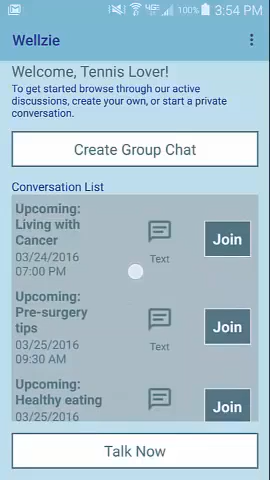 100% 3:54 PM
Wellzie
Welcome, Tennis Lover!
To get started browse through our active
discussions, create your own, or start a private
conversation.
Create Group Chat
Conversation List
Upcoming:
Living with
Cancer
03/24/2016
07:00 PM
Text
Join
Upcoming:
Pre-surgery
tips
03/25/2016
09:30 AM
Text
Join
Upcoming:
Healthy eating
03/25/2016
Text
Join
Talk Now